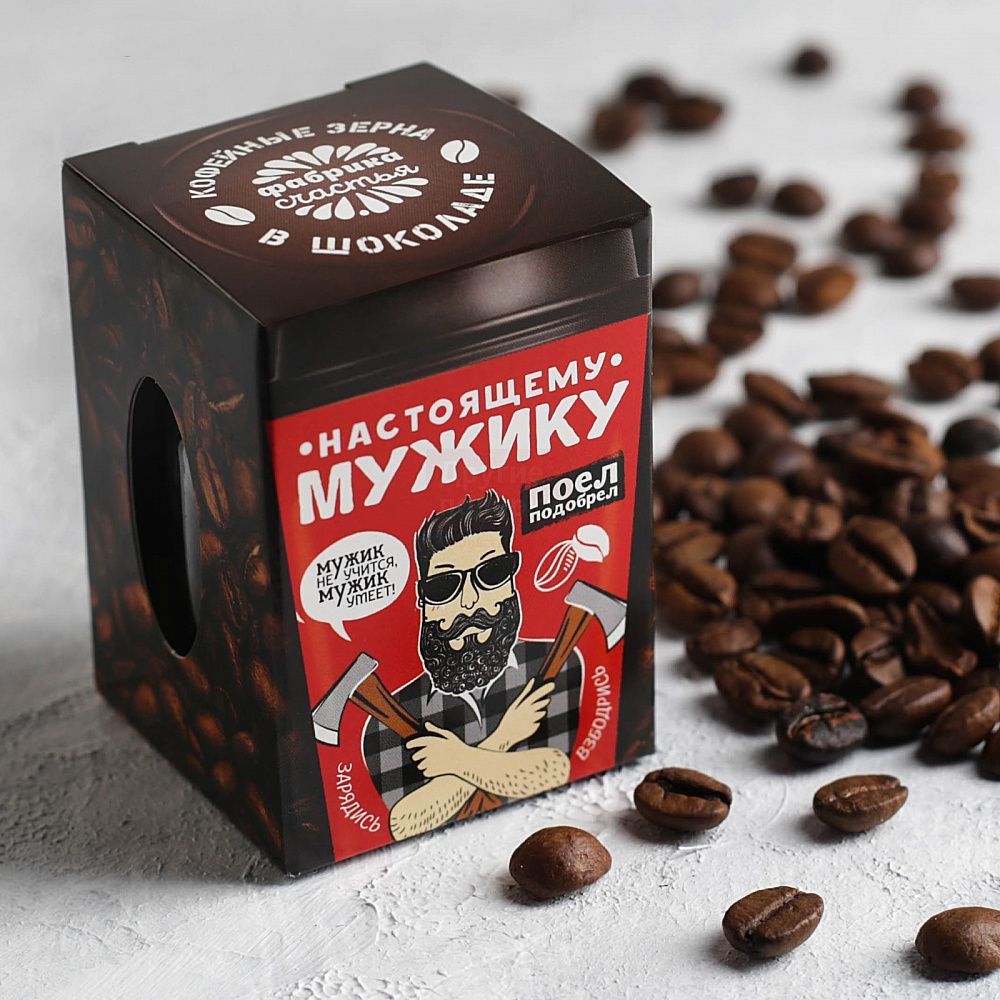 КОФЕЙНЫЕ ЗЕРНА
фабрика
счастья
В ШОКОЛАДЕ
•НАСТОЯЩЕМУ•
МУЖИКУ
ПОЕЛ
ПОДОБРЕЛ
МУЖИК
НЕ УЧИТСЯ,
МУЖИК
УМЕЕТ!
ЗАРЯДИСЬ
ВЗБОДРИСЬ